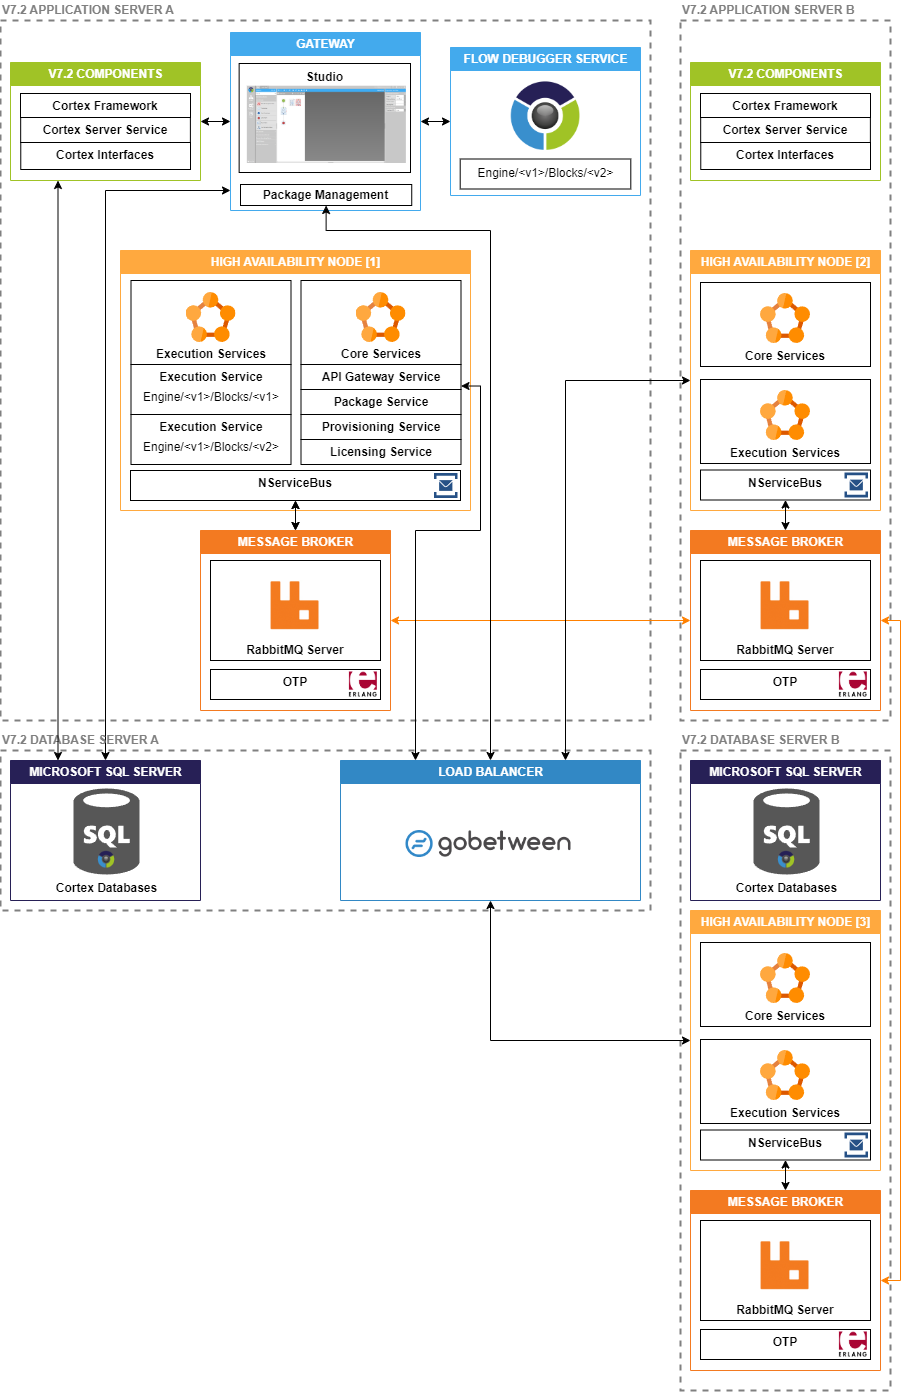 V7.2 APPLICATION SERVER A
GATEWAY
Studio
Package Management
V7.2 COMPONENTS
Cortex Framework
Cortex Server Service
Cortex Interfaces
FLOW DEBUGGER SERVICE
Engine/<v1>/Blocks/<v2>
HIGH AVAILABILITY NODE [1]
Execution Services
Execution Service
Engine/<v1>/Blocks/<v1>
Execution Service
Engine/<v1>/Blocks/<v2>
Core Services
API Gateway Service
Package Service
Provisioning Service
Licensing Service
NServiceBus
MESSAGE BROKER
RabbitMQ Server
OTP
ERLANG
V7.2 APPLICATION SERVER B
V7.2 COMPONENTS
Cortex Framework
Cortex Server Service
Cortex Interfaces
HIGH AVAILABILITY NODE [2]
Core Services
Execution Services
NServiceBus
MESSAGE BROKER
RabbitMQ Server
OTP
ERLANG
V7.2 DATABASE SERVER A
MICROSOFT SQL SERVER
SQL
Cortex Databases
LOAD BALANCER
gobetween
V7.2 DATABASE SERVER B
MICROSOFT SQL SERVER
SQL
Cortex Databases
HIGH AVAILABILITY NODE [3]
Core Services
Execution Services
NServiceBus
MESSAGE BROKER
RabbitMQ Server
OTP
ERLANG